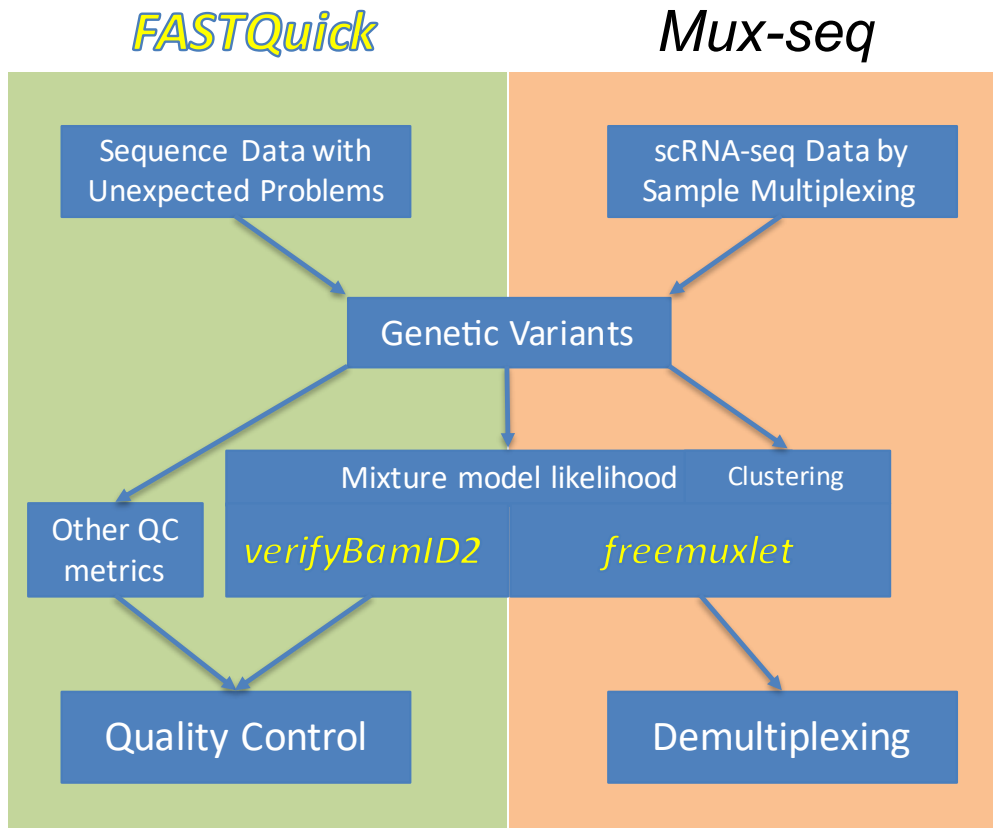 FASTQuick
Mux-seq
Sequence Data with
Unexpected Problems
scRNA-seq Data by
Sample Multiplexing
Genetic Variants
Mixture model likelihood
Clustering
Other QC
metrics
verifyBamID2
freemuxlet
Quality Control
Demultiplexing